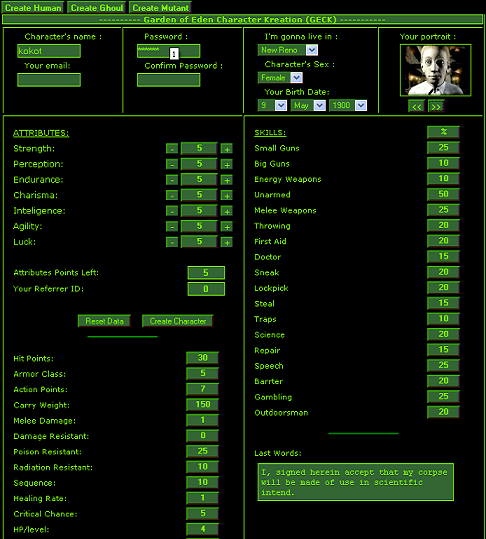 Create Human Create Ghoul Create Mutant
----------- Garden of Eden Character Kreation (GECK) -----------
Character's name :
kokot
Your email:
Password :
********
1
Confirm Password :
I'm gonna live in :
New Reno
Character's Sex :
Female
Your Birth Date:
9 May 1900
Your portrait :
<< >>
ATTRIBUTES:
Strength: - 5 +
Perception: - 5 +
Endurance: - 5 +
Charisma: - 5 +
Inteligence: - 5 +
Agility: - 5 +
Luck: - 5 +
Attributes Points Left: 5
Your Referrer ID: 0
Reset Data Create Character
Hit Points: 30
Armor Class: 5
Action Points: 7
Carry Weight: 150
Melee Damage: 1
Damage Resistant: 0
Poison Resistant: 25
Radiation Resistant: 10
Sequence: 10
Healing Rate: 1
Critical Chance: 5
HP/level: 4
SKILLS: %
Small Guns 25
Big Guns 10
Energy Weapons 10
Unarmed 50
Melee Weapons 25
Throwing 20
First Aid 20
Doctor 15
Sneak 20
Lockpick 20
Steal 15
Traps 10
Science 20
Repair 15
Speech 25
Barrter 20
Gambling 25
Outdoorsman 20
Last Words:
I, signed herein accept that my corpse
will be made of use in scientific
intend.